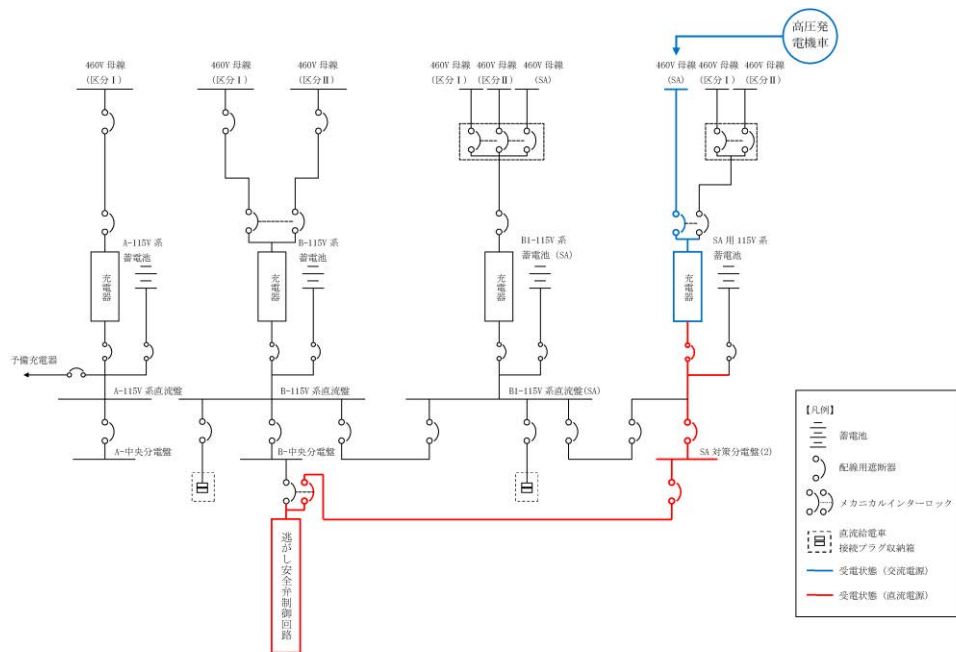 高圧発
電機車
460V 母線
(区分Ⅰ)
460V 母線
(区分Ⅰ)
460V 母線
(区分Ⅱ)
460V 母線
(区分Ⅰ)
460V 母線
(区分Ⅱ)
460V 母線
(SA)
460V 母線
(SA)
460V 母線
(区分Ⅰ)
460V 母線
(区分Ⅱ)
A-115V 系
蓄電池
充電器
B-115V 系
蓄電池
充電器
B1-115V 系
蓄電池 (SA)
充電器
SA 用 115V 系
蓄電池
充電器
予備充電器
A-115V 系直流盤
B-115V 系直流盤
B1-115V 系直流盤(SA)
A-中央分電盤
B-中央分電盤
SA 対策分電盤(2)
逃がし安全弁制御回路
【凡例】
蓄電池
配線用遮断器
メカニカルインターロック
直流給電車
接続プラグ収納箱
受電状態 (交流電源)
受電状態 (直流電源)